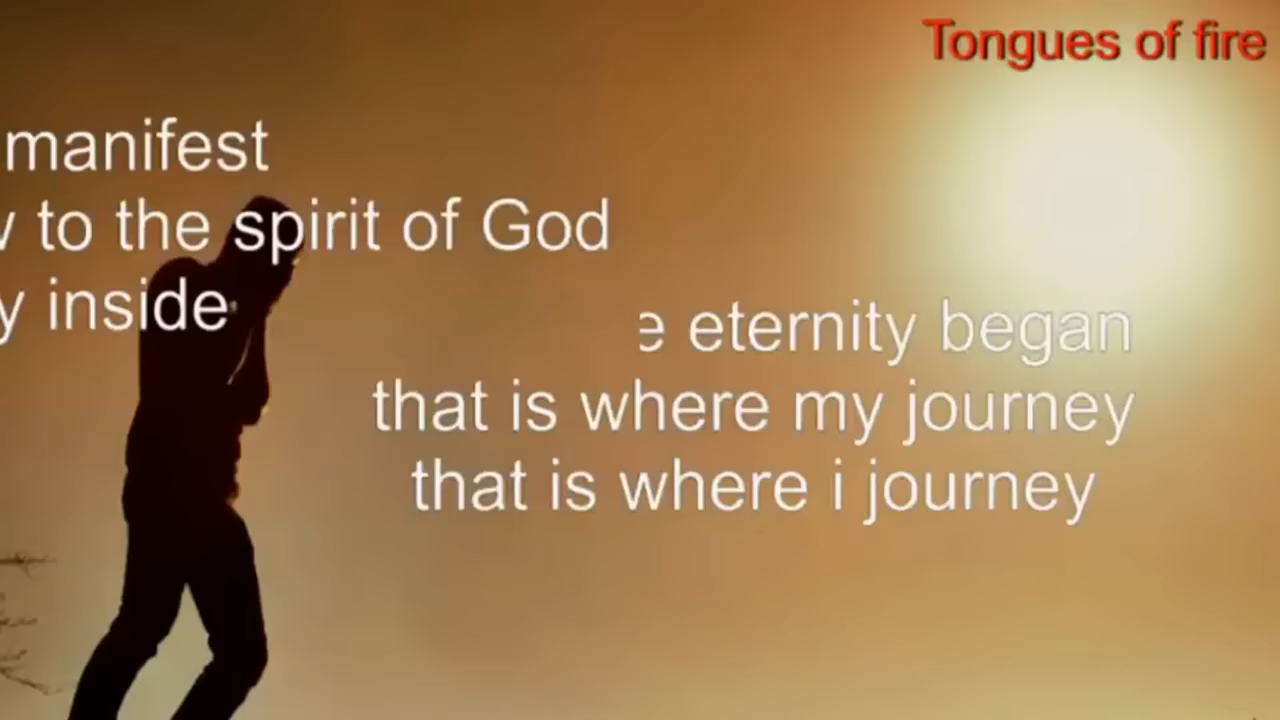 Tongues of fire
manifest
to the spirit of God
inside
eternity began
that is where my journey
that is where i journey